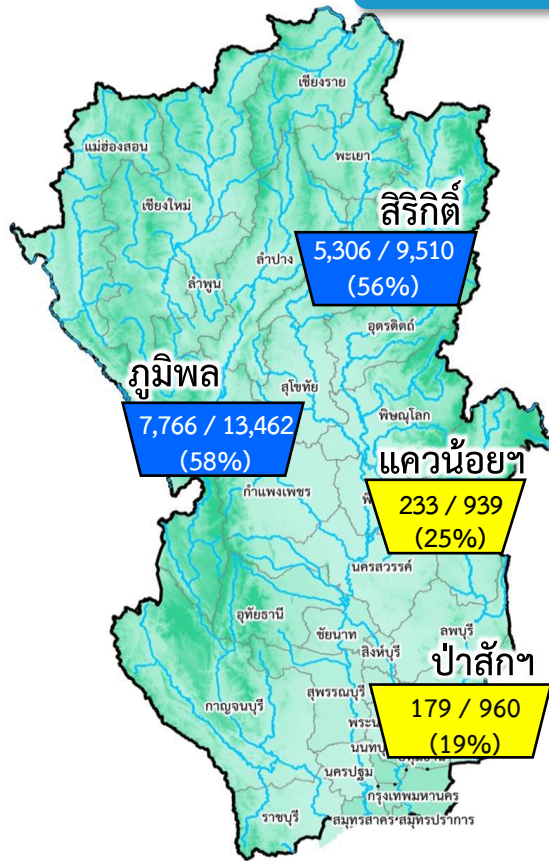 เชียงราย
แม่ฮ่องสอน
พะเยา
เชียงใหม่
สิริกิติ์
5,306 / 9,510
(56%)
ลำปาง
ลำพูน
อุตรดิตถ์
ภูมิพล
7,766 / 13,462
(58%)
สุโขทัย
พิษณุโลก
แควน้อยฯ
233 / 939
(25%)
กำแพงเพชร
นครสวรรค์
อุทัยธานี
ชัยนาท
ลพบุรี
สิงห์บุรี
ป่าสักฯ
179 / 960
(19%)
สุพรรณบุรี
กาญจนบุรี
นครปฐม
กรุงเทพมหานคร
ราชบุรี
สมุทรสาคร
สมุทรปราการ